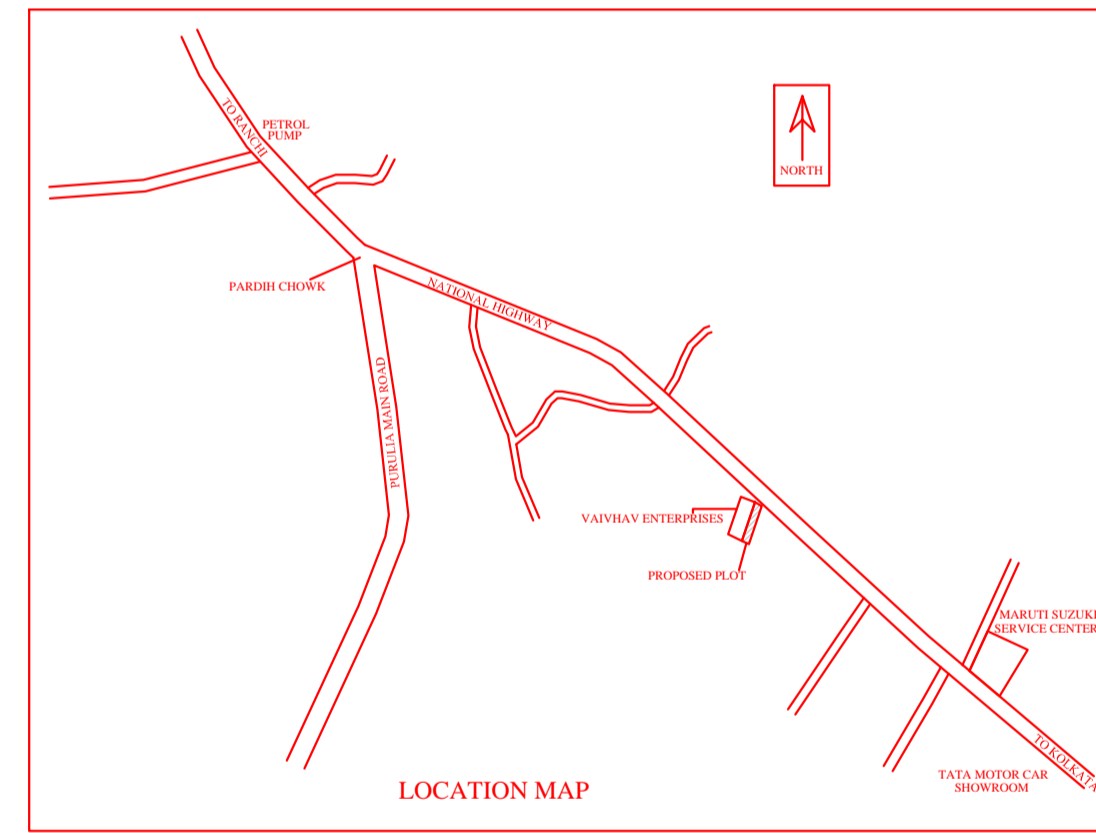 TO RANCHI
PETROL
PUMP
NORTH
PARDIH CHOWK
NATIONAL HIGHWAY
PURULIA MAIN ROAD
VAIVHAV ENTERPRISES
PROPOSED PLOT
MARUTI SUZUKI
SERVICE CENTER
TO KOLKATA
TATA MOTOR CAR
SHOWROOM
LOCATION MAP